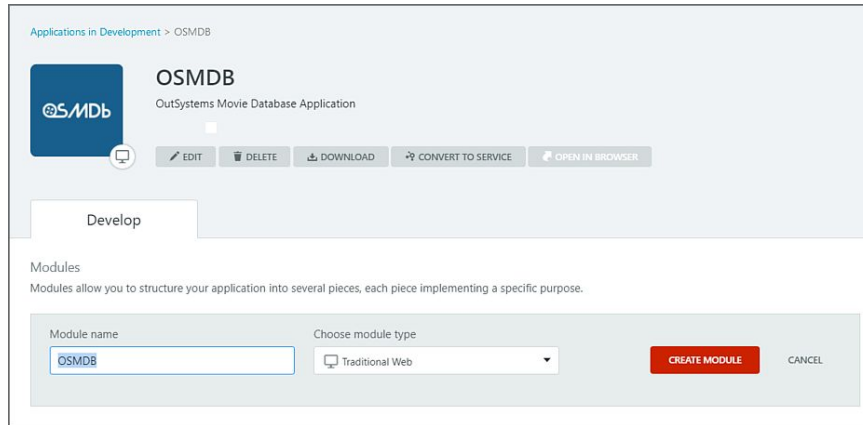 Applications in Development > OSMDB
OSMDb
OSMDB
OutSystems Movie Database Application
EDIT DELETE DOWNLOAD CONVERT TO SERVICE OPEN IN BROWSER
Develop
Modules
Modules allow you to structure your application into several pieces, each piece implementing a specific purpose.
Module name Choose module type
OSMDB Traditional Web CREATE MODULE CANCEL